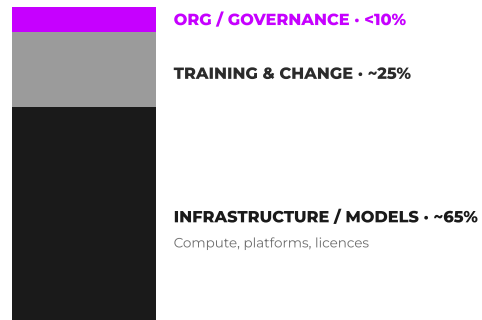 ORG / GOVERNANCE · <10%
TRAINING & CHANGE · ~25%
INFRASTRUCTURE / MODELS · ~65%
Compute, platforms, licences